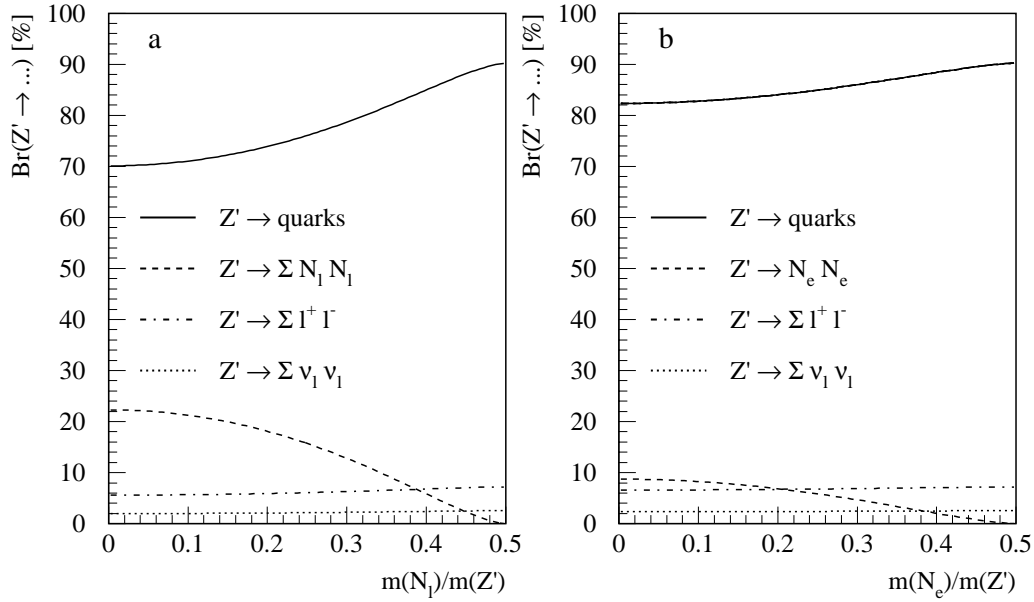 Br(Z' → ...) [%]
a
100
90
80
70
60
50
40
30
20
10
0
Z' → quarks
Z' → Σ N_l N_l
Z' → Σ l⁺ l⁻
Z' → Σ ν_l ν_l
0 0.1 0.2 0.3 0.4 0.5
m(N_l)/m(Z')
Br(Z' → ...) [%]
b
100
90
80
70
60
50
40
30
20
10
0
Z' → quarks
Z' → N_e N_e
Z' → Σ l⁺ l⁻
Z' → Σ ν_l ν_l
0 0.1 0.2 0.3 0.4 0.5
m(N_e)/m(Z')